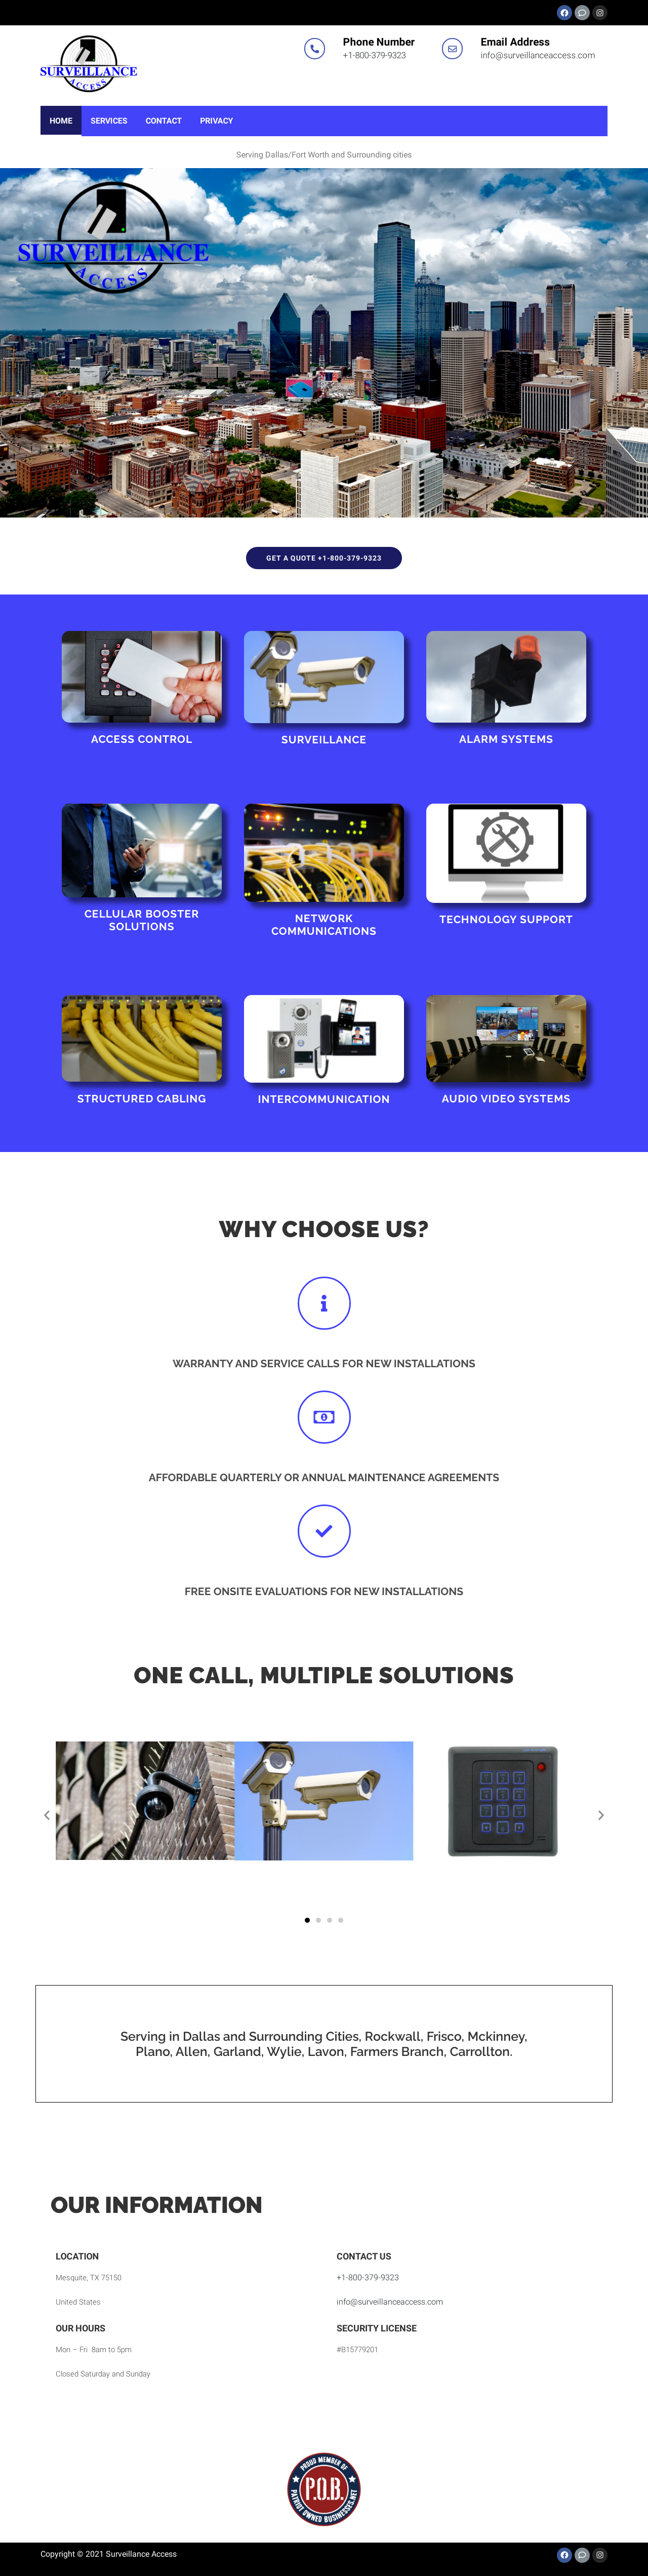 SURVEILLANCE
ACCESS
Phone Number
+1-800-379-9323
Email Address
info@surveillanceaccess.com
HOME
SERVICES
CONTACT
PRIVACY
Serving Dallas/Fort Worth and Surrounding cities
SURVEILLANCE
ACCESS
GET A QUOTE +1-800-379-9323
ACCESS CONTROL
SURVEILLANCE
ALARM SYSTEMS
CELLULAR BOOSTER
SOLUTIONS
NETWORK
COMMUNICATIONS
TECHNOLOGY SUPPORT
STRUCTURED CABLING
INTERCOMMUNICATION
AUDIO VIDEO SYSTEMS
WHY CHOOSE US?
WARRANTY AND SERVICE CALLS FOR NEW INSTALLATIONS
AFFORDABLE QUARTERLY OR ANNUAL MAINTENANCE AGREEMENTS
FREE ONSITE EVALUATIONS FOR NEW INSTALLATIONS
ONE CALL, MULTIPLE SOLUTIONS
Serving in Dallas and Surrounding Cities, Rockwall, Frisco, Mckinney,
Plano, Allen, Garland, Wylie, Lavon, Farmers Branch, Carrollton.
OUR INFORMATION
LOCATION
Mesquite, TX 75150
United States
OUR HOURS
Mon – Fri 8am to 5pm
Closed Saturday and Sunday
CONTACT US
+1-800-379-9323
info@surveillanceaccess.com
SECURITY LICENSE
#B15779201
PROUD MEMBER OF
P.O.B.
PATRIOT OWNED BUSINESSES.NET
Copyright © 2021 Surveillance Access